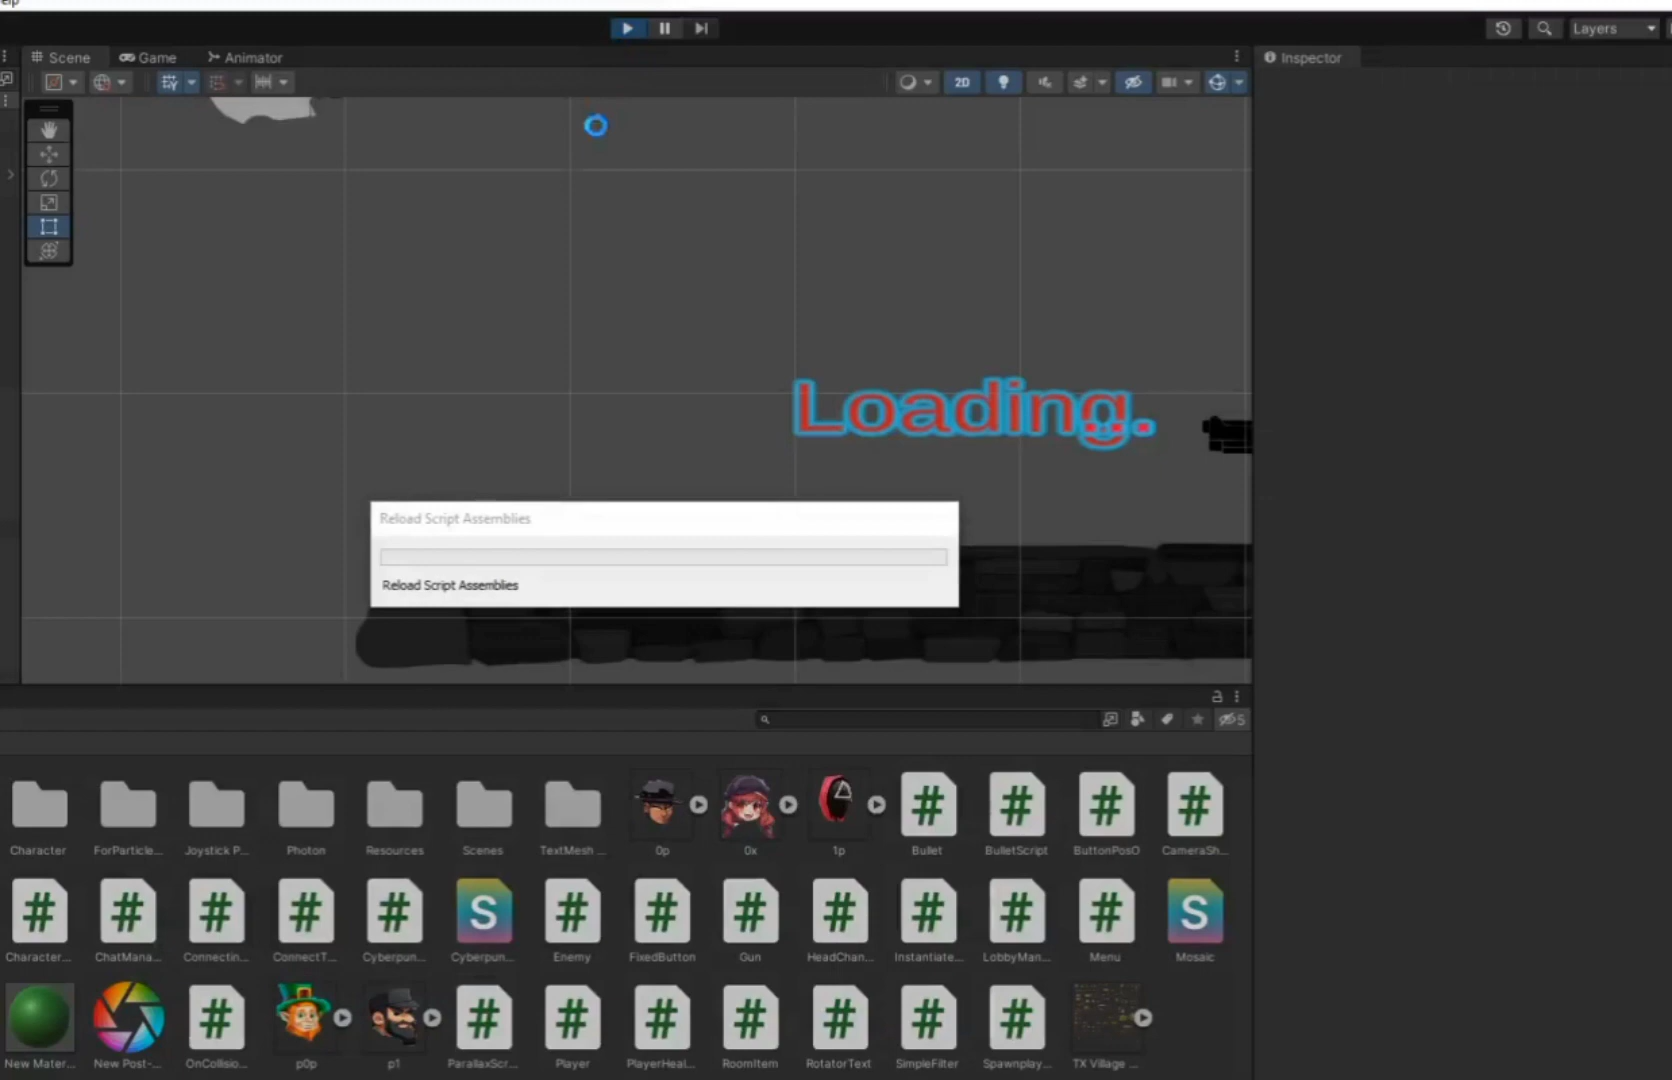 elp
Layers
Scene
Game
Animator
Inspector
2D
Loading.
Reload Script Assemblies
Reload Script Assemblies
5
Character
ForParticle...
Joystick P...
Photon
Resources
Scenes
TextMesh ...
0p
0x
1p
Bullet
BulletScript
ButtonPosO
CameraSh...
Character...
ChatMana...
Connectin...
ConnectT...
Cyberpun...
Cyberpun...
Enemy
FixedButton
Gun
HeadChan...
Instantiate...
LobbyMan...
Menu
Mosaic
New Mater...
New Post-...
OnCollisio...
p0p
p1
ParallaxScr...
Player
PlayerHeal...
RoomItem
RotatorText
SimpleFilter
Spawnplay...
TX Village ...